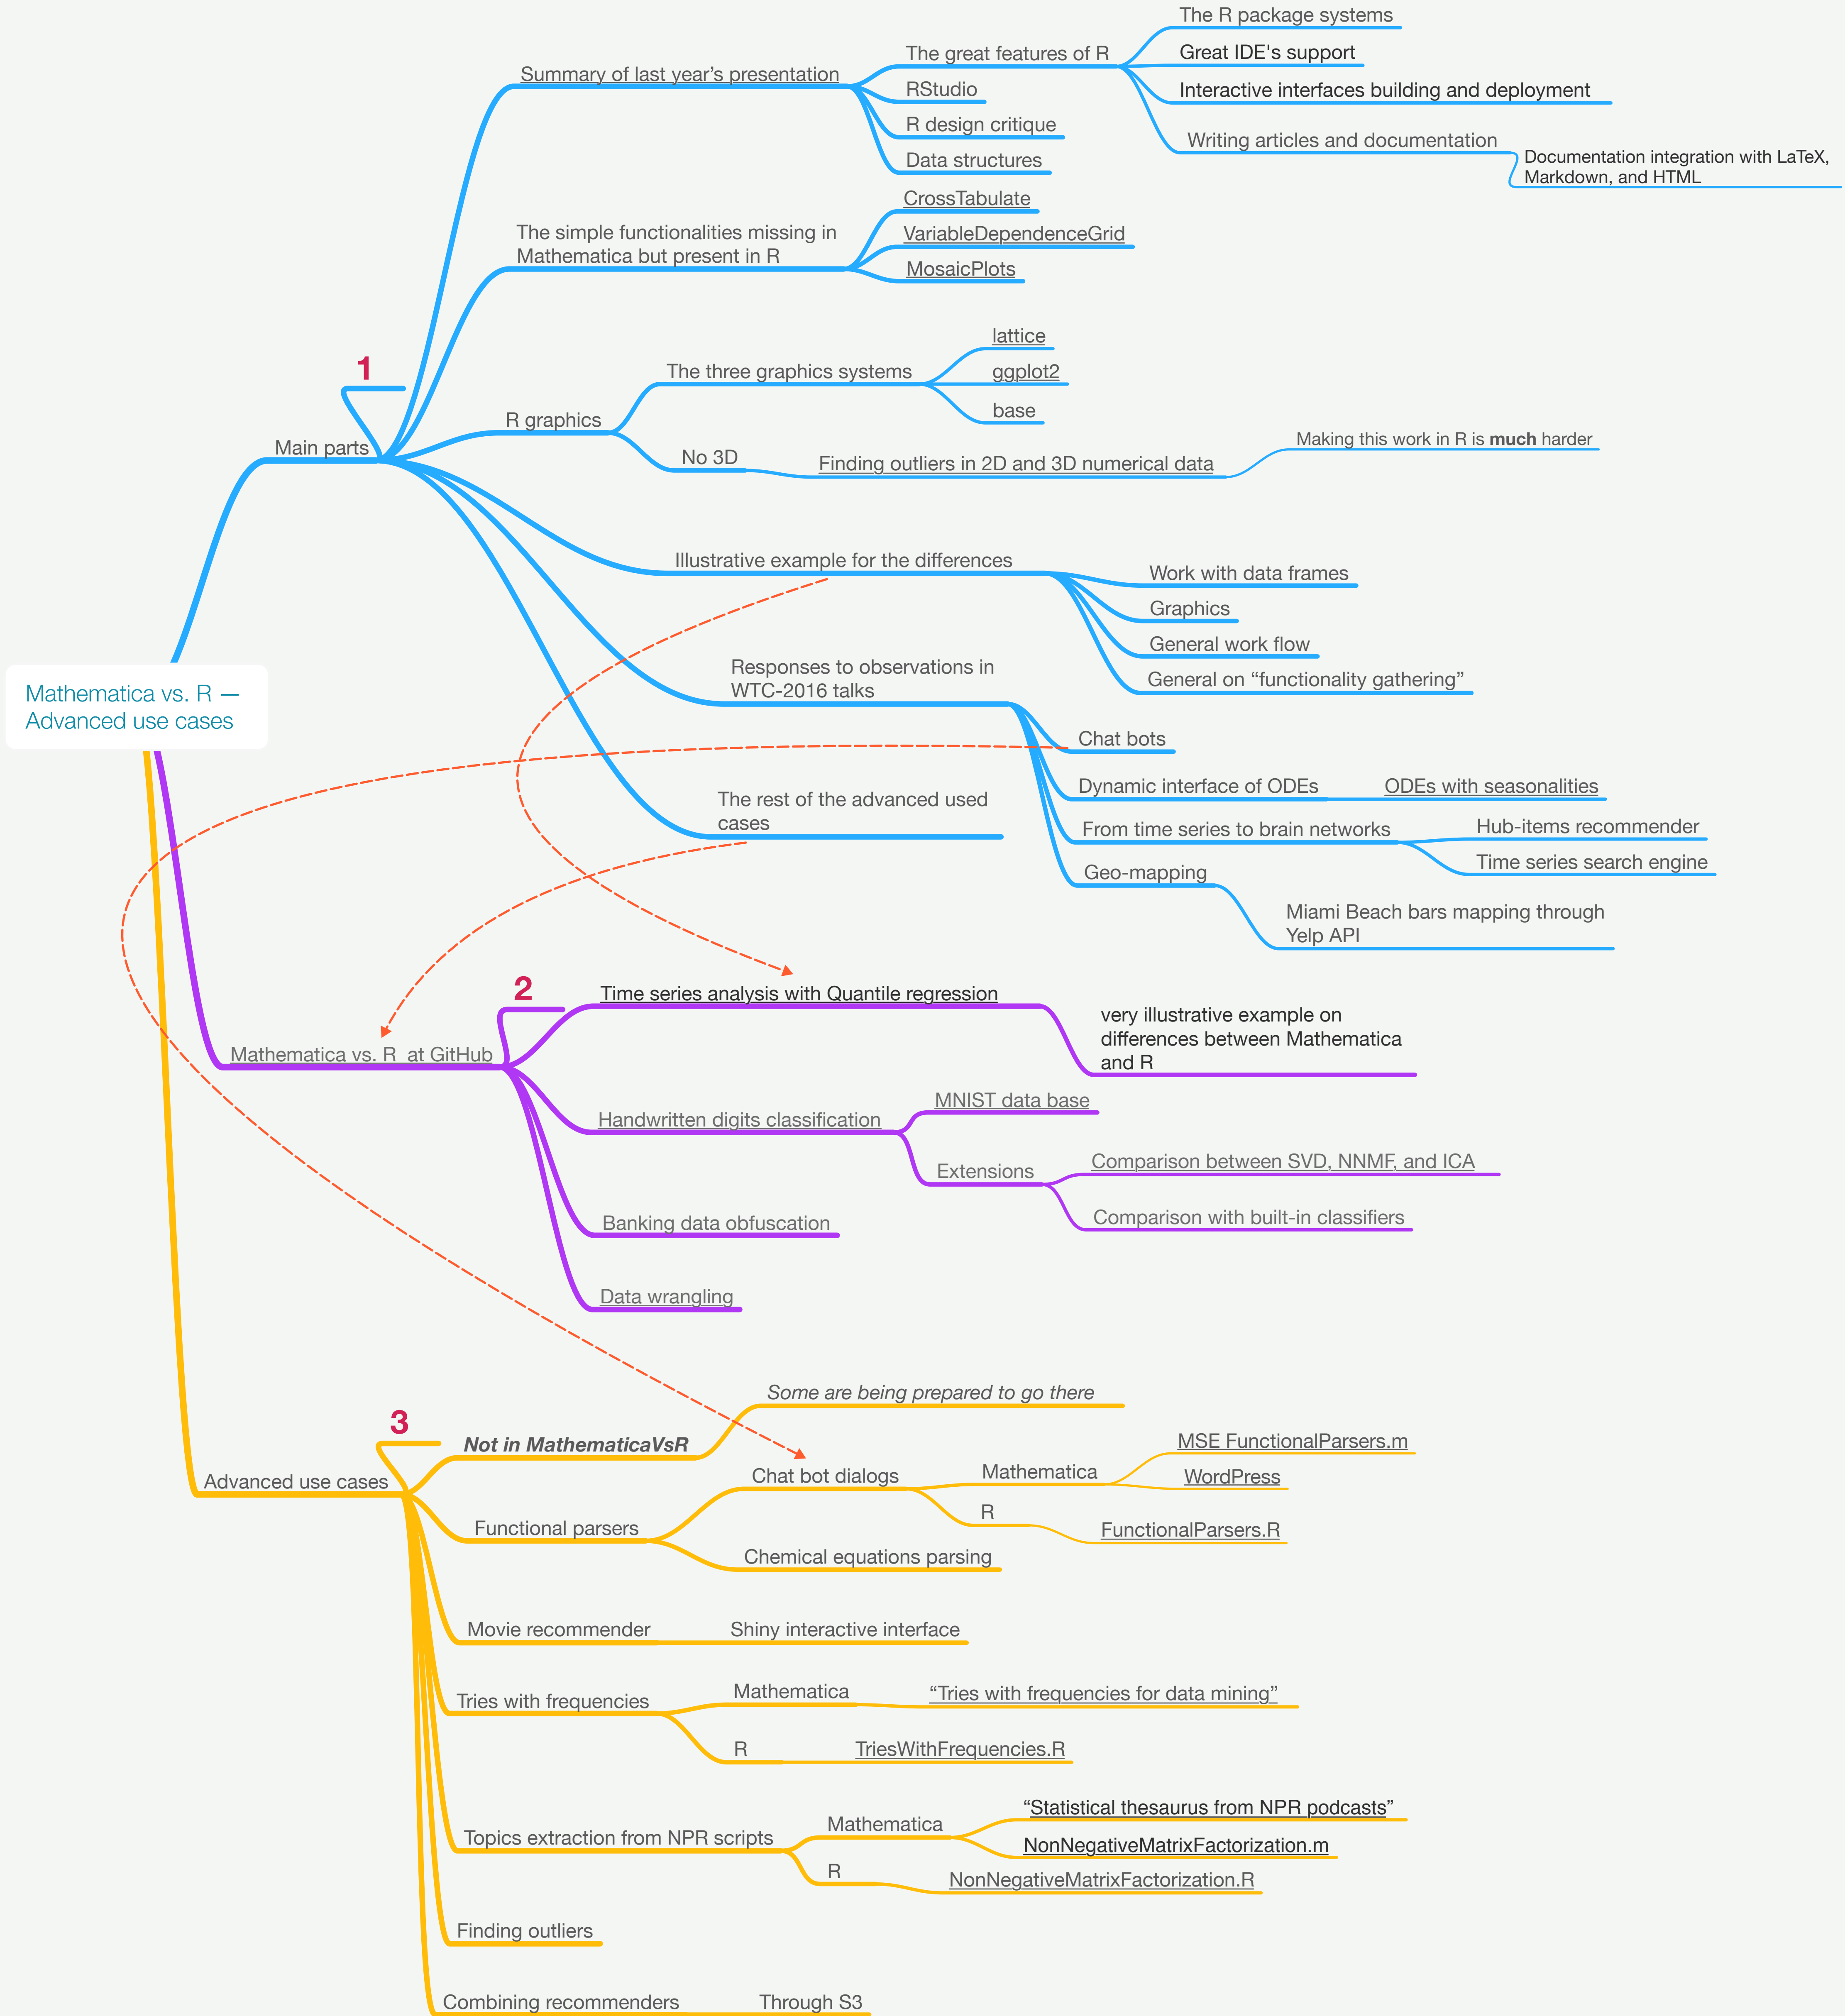 Mathematica vs. R —
Advanced use cases
1
Main parts
Summary of last year’s presentation
The great features of R
The R package systems
Great IDE's support
Interactive interfaces building and deployment
Writing articles and documentation
Documentation integration with LaTeX,
Markdown, and HTML
RStudio
R design critique
Data structures
The simple functionalities missing in
Mathematica but present in R
CrossTabulate
VariableDependenceGrid
MosaicPlots
R graphics
The three graphics systems
lattice
ggplot2
base
No 3D
Finding outliers in 2D and 3D numerical data
Making this work in R is much harder
Illustrative example for the differences
Work with data frames
Graphics
General work flow
General on “functionality gathering”
Responses to observations in
WTC-2016 talks
Chat bots
Dynamic interface of ODEs
ODEs with seasonalities
From time series to brain networks
Hub-items recommender
Time series search engine
Geo-mapping
Miami Beach bars mapping through
Yelp API
The rest of the advanced used
cases
2
Mathematica vs. R  at GitHub
Time series analysis with Quantile regression
very illustrative example on
differences between Mathematica
and R
Handwritten digits classification
MNIST data base
Extensions
Comparison between SVD, NNMF, and ICA
Comparison with built-in classifiers
Banking data obfuscation
Data wrangling
3
Advanced use cases
Not in MathematicaVsR
Some are being prepared to go there
Functional parsers
Chat bot dialogs
Mathematica
MSE FunctionalParsers.m
WordPress
R
FunctionalParsers.R
Chemical equations parsing
Movie recommender
Shiny interactive interface
Tries with frequencies
Mathematica
“Tries with frequencies for data mining”
R
TriesWithFrequencies.R
Topics extraction from NPR scripts
Mathematica
“Statistical thesaurus from NPR podcasts”
NonNegativeMatrixFactorization.m
R
NonNegativeMatrixFactorization.R
Finding outliers
Combining recommenders
Through S3